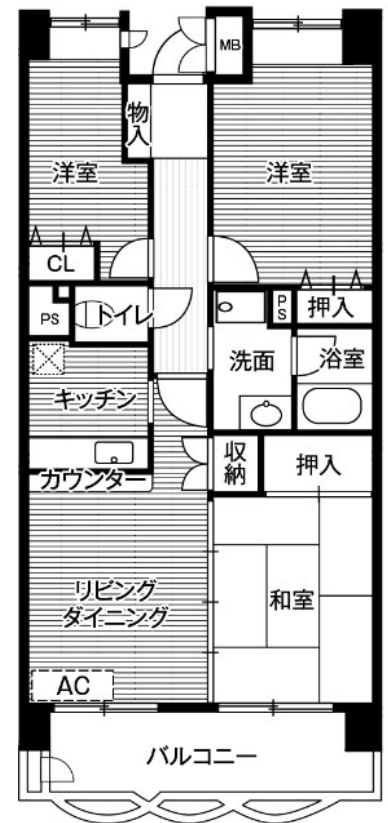 MB
物
入
洋室
洋室
CL
PS
トイレ
PS
押入
洗面
浴室
キッチン
カウンター
収
納
押入
リビング
ダイニング
和室
AC
バルコニー